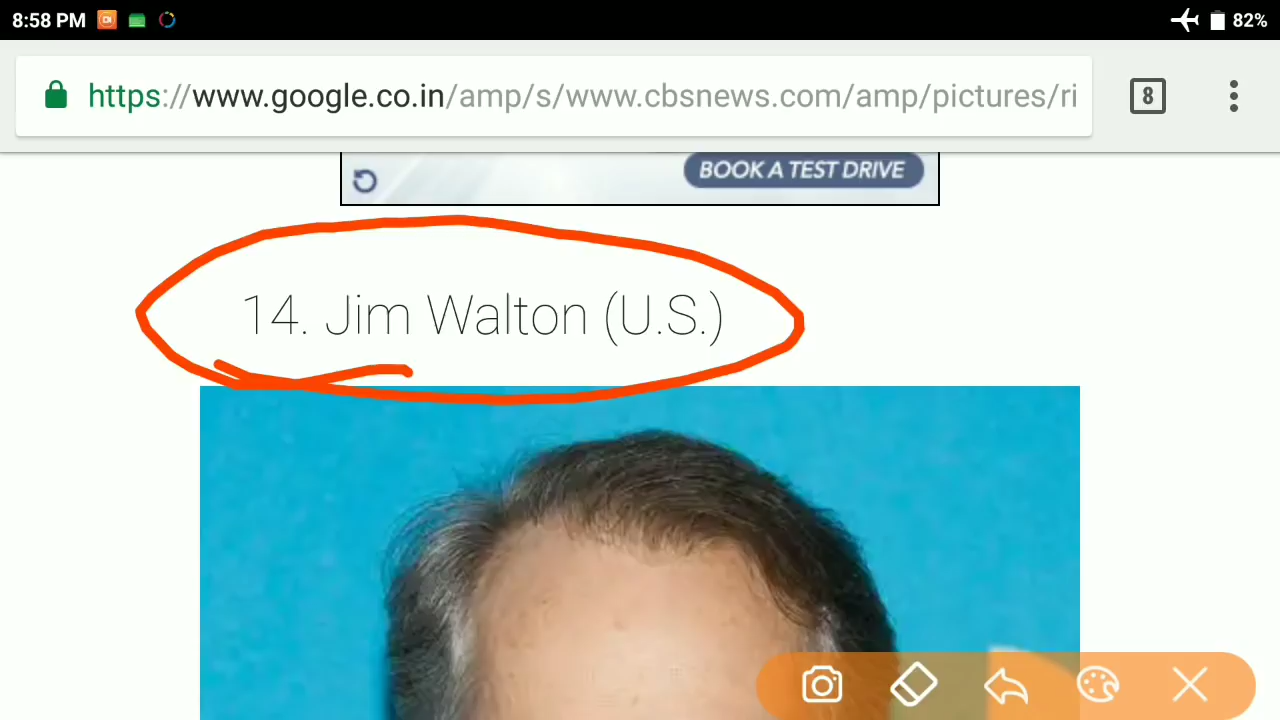 8:58 PM
82%
https://www.google.co.in/amp/s/www.cbsnews.com/amp/pictures/ri
8
BOOK A TEST DRIVE
14. Jim Walton (U.S.)